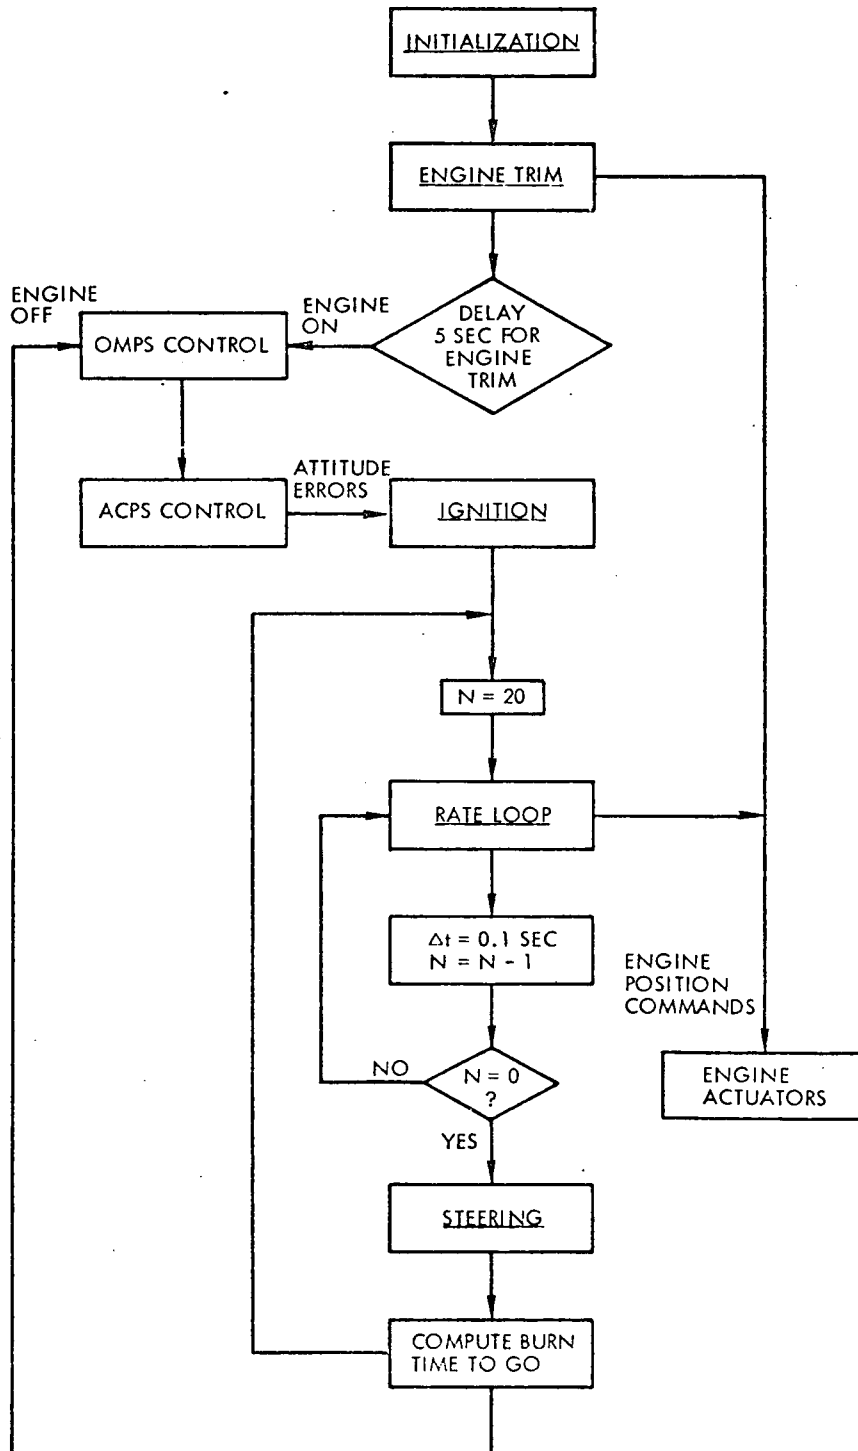 INITIALIZATION
ENGINE TRIM
DELAY
5 SEC FOR
ENGINE
TRIM
ENGINE
ON
ENGINE
OFF
OMPS CONTROL
ACPS CONTROL
ATTITUDE
ERRORS
IGNITION
N = 20
RATE LOOP
Δt = 0.1 SEC
N = N - 1
ENGINE
POSITION
COMMANDS
NO
N = 0
?
ENGINE
ACTUATORS
YES
STEERING
COMPUTE BURN
TIME TO GO